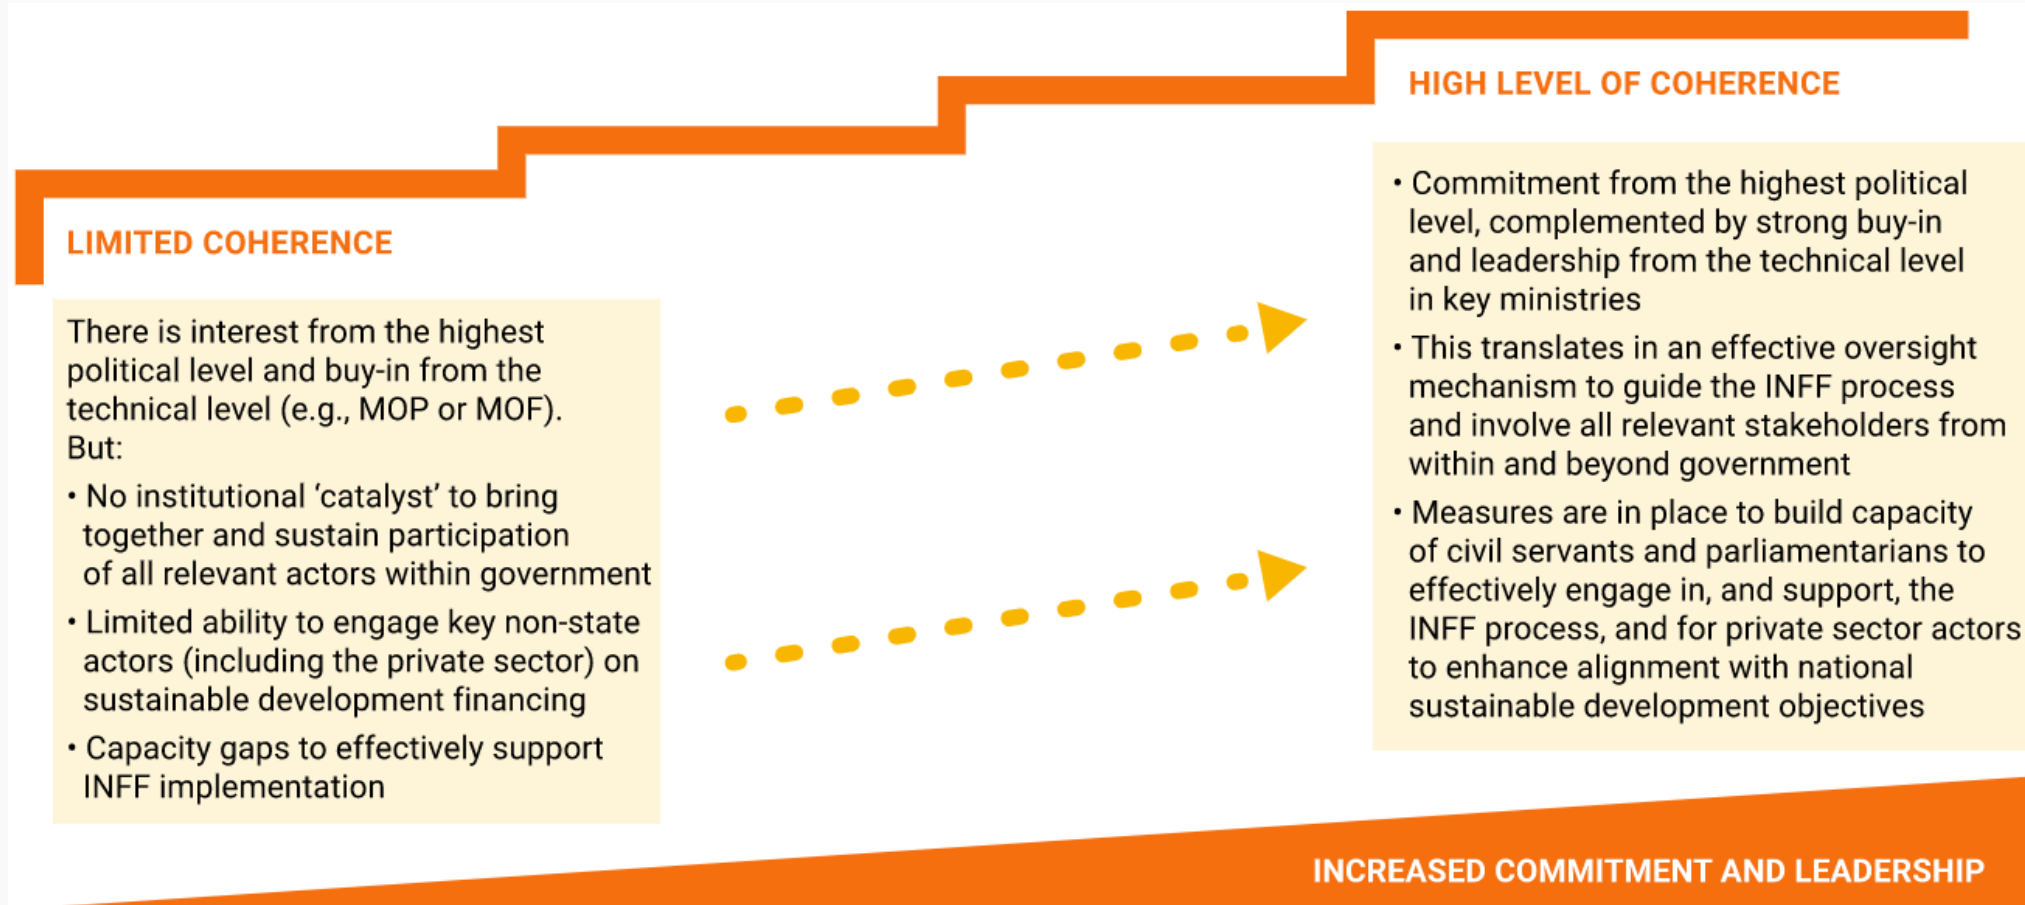 LIMITED COHERENCE
There is interest from the highest
political level and buy-in from the
technical level (e.g., MOP or MOF).
But:
• No institutional ‘catalyst’ to bring
together and sustain participation
of all relevant actors within government
• Limited ability to engage key non-state
actors (including the private sector) on
sustainable development financing
• Capacity gaps to effectively support
INFF implementation
HIGH LEVEL OF COHERENCE
• Commitment from the highest political
level, complemented by strong buy-in
and leadership from the technical level
in key ministries
• This translates in an effective oversight
mechanism to guide the INFF process
and involve all relevant stakeholders from
within and beyond government
• Measures are in place to build capacity
of civil servants and parliamentarians to
effectively engage in, and support, the
INFF process, and for private sector actors
to enhance alignment with national
sustainable development objectives
INCREASED COMMITMENT AND LEADERSHIP